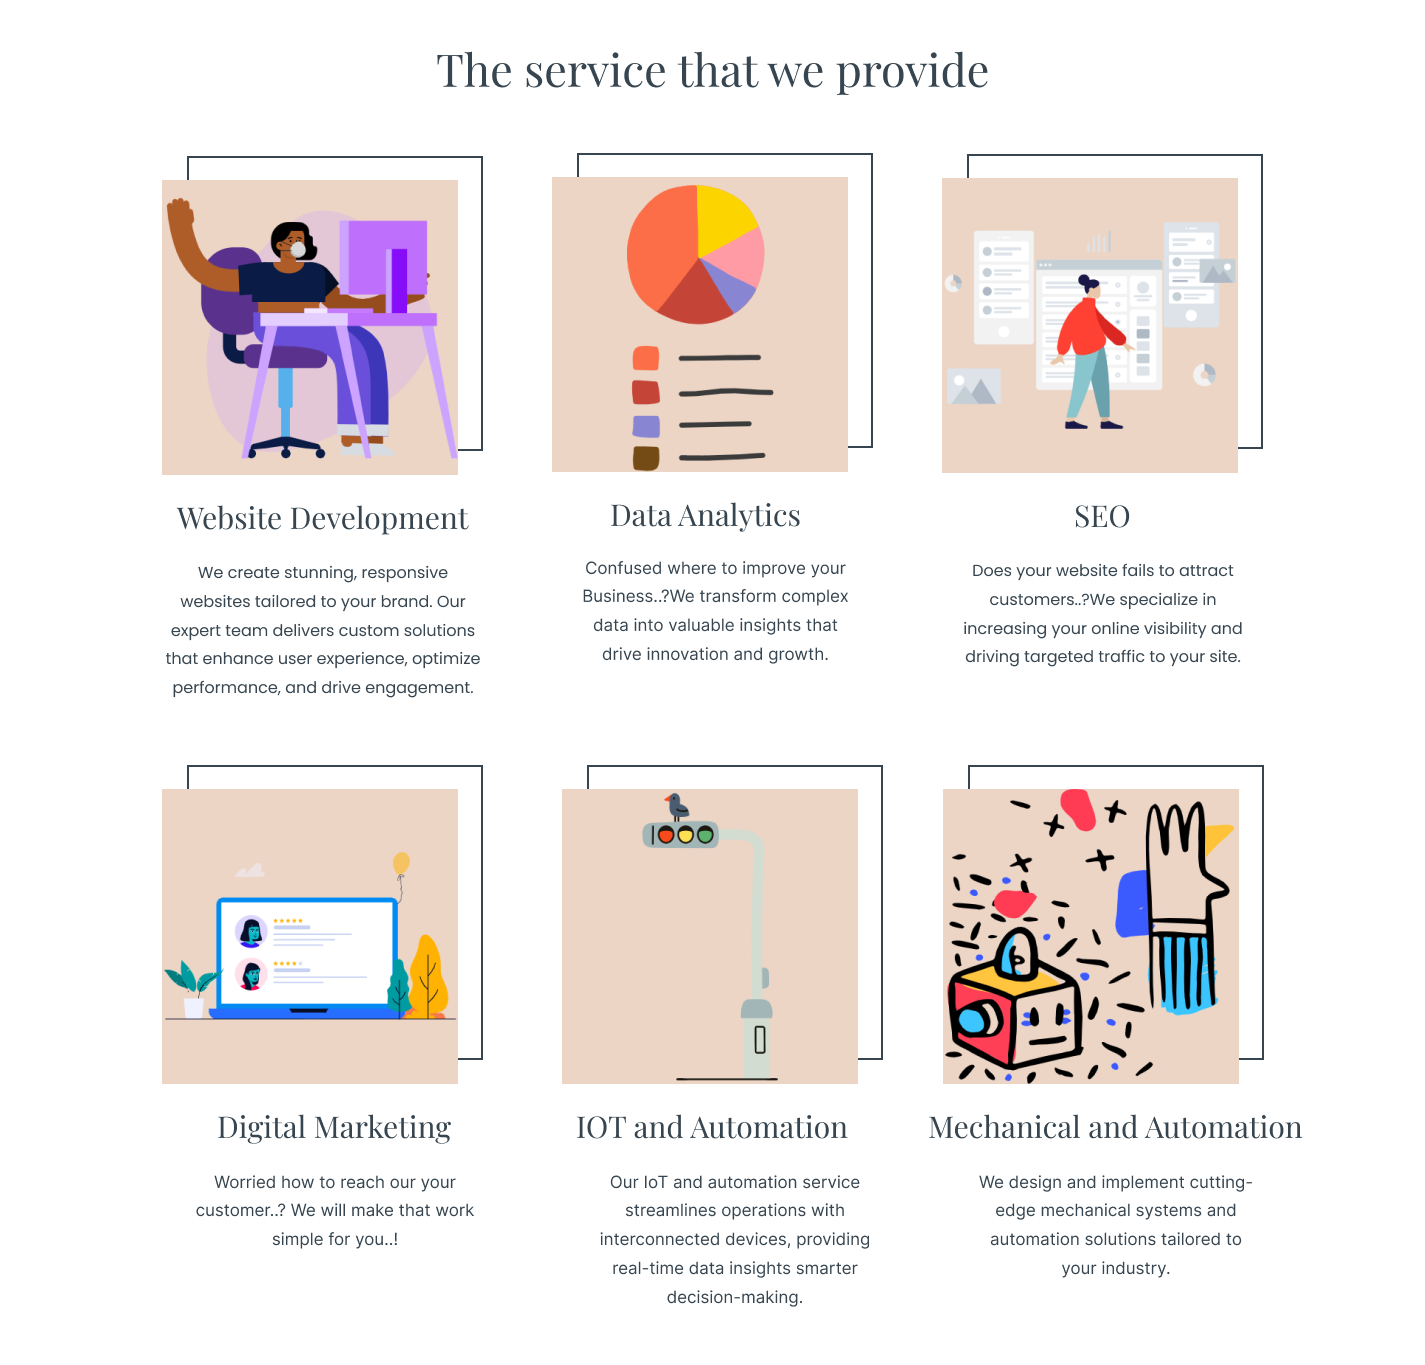 The service that we provide
Website Development
We create stunning, responsive
websites tailored to your brand. Our
expert team delivers custom solutions
that enhance user experience, optimize
performance, and drive engagement.
Data Analytics
Confused where to improve your
Business..?We transform complex
data into valuable insights that
drive innovation and growth.
SEO
Does your website fails to attract
customers..?We specialize in
increasing your online visibility and
driving targeted traffic to your site.
Digital Marketing
Worried how to reach our your
customer..? We will make that work
simple for you..!
IOT and Automation
Our IoT and automation service
streamlines operations with
interconnected devices, providing
real-time data insights smarter
decision-making.
Mechanical and Automation
We design and implement cutting-
edge mechanical systems and
automation solutions tailored to
your industry.